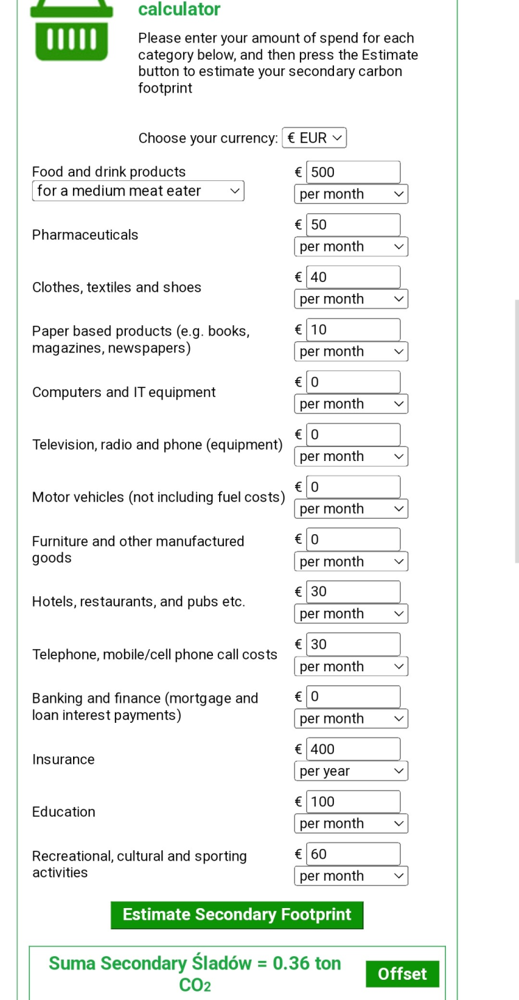 calculator
Please enter your amount of spend for each
category below, and then press the Estimate
button to estimate your secondary carbon
footprint
Choose your currency: € EUR
Food and drink products
€ 500
for a medium meat eater
per month
€ 50
Pharmaceuticals
per month
€ 40
Clothes, textiles and shoes
per month
Paper based products (e.g. books,
€ 10
magazines, newspapers)
per month
€ 0
Computers and IT equipment
per month
€ 0
Television, radio and phone (equipment)
per month
€ 0
Motor vehicles (not including fuel costs)
per month
Furniture and other manufactured
€ 0
goods
per month
€ 30
Hotels, restaurants, and pubs etc.
per month
€ 30
Telephone, mobile/cell phone call costs
per month
Banking and finance (mortgage and
€ 0
loan interest payments)
per month
€ 400
Insurance
per year
€ 100
Education
per month
Recreational, cultural and sporting
€ 60
activities
per month
Estimate Secondary Footprint
Suma Secondary Śladów = 0.36 ton
CO2
Offset